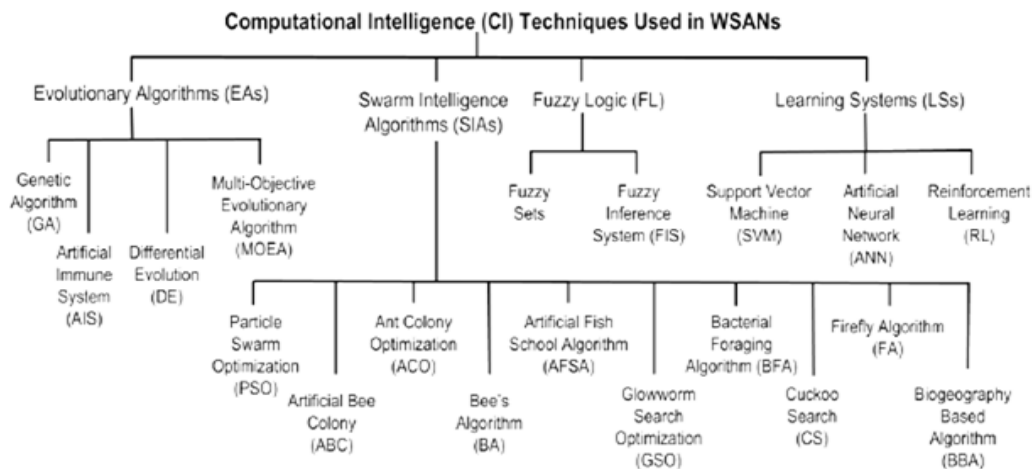 Computational Intelligence (CI) Techniques Used in WSANs
Evolutionary Algorithms (EAs)
Swarm Intelligence
Algorithms (SIAs)
Fuzzy Logic (FL)
Learning Systems (LSs)
Genetic
Algorithm
(GA)
Artificial
Immune
System
(AIS)
Differential
Evolution
(DE)
Multi-Objective
Evolutionary
Algorithm
(MOEA)
Fuzzy
Sets
Fuzzy
Inference
System (FIS)
Support Vector
Machine
(SVM)
Artificial
Neural
Network
(ANN)
Reinforcement
Learning
(RL)
Particle
Swarm
Optimization
(PSO)
Artificial Bee
Colony
(ABC)
Ant Colony
Optimization
(ACO)
Bee's
Algorithm
(BA)
Artificial Fish
School Algorithm
(AFSA)
Glowworm
Search
Optimization
(GSO)
Bacterial
Foraging
Algorithm (BFA)
Cuckoo
Search
(CS)
Firefly Algorithm
(FA)
Biogeography
Based
Algorithm
(BBA)